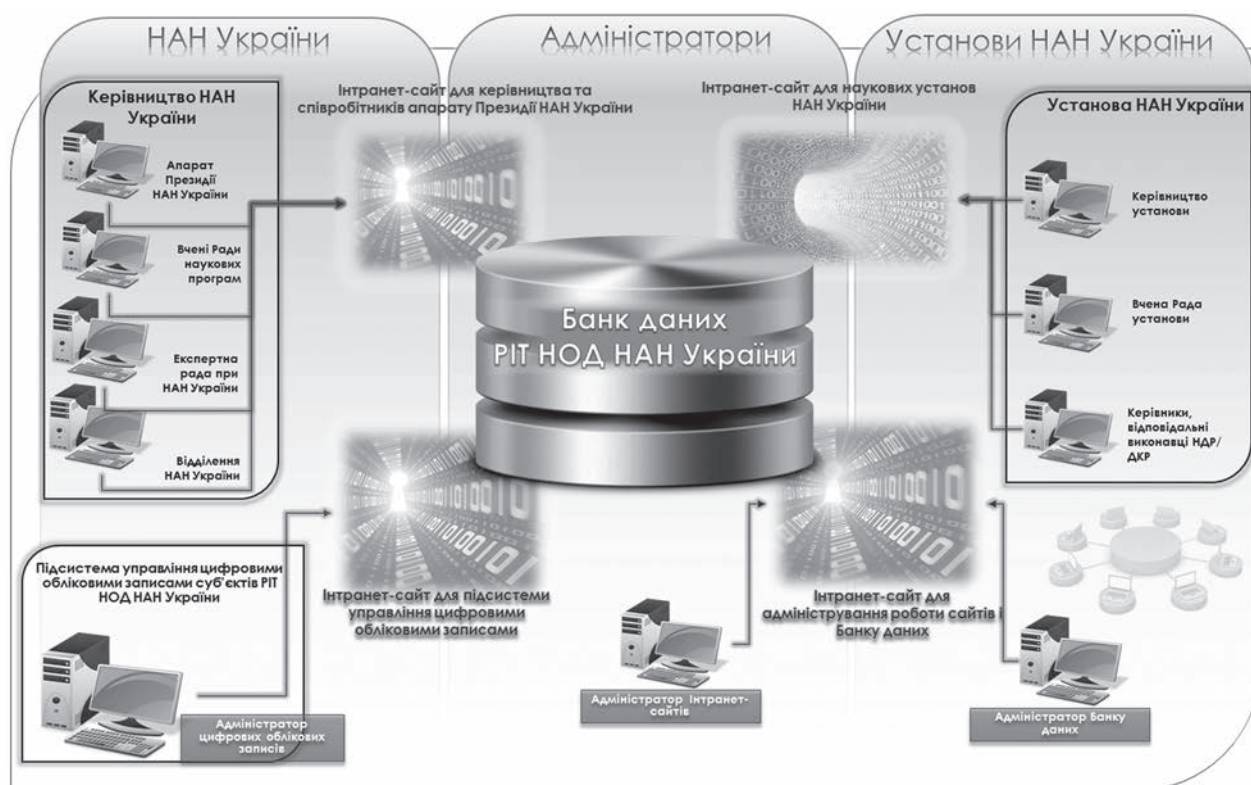 НАН України
Адміністратори
Установи НАН України
Керівництво НАН
України
Апарат
Президії
НАН України
Вчені Ради
наукових
програм
Експертна
рада при
НАН України
Відділення
НАН України
Інтранет-сайт для керівництва та
співробітників апарату Президії НАН України
Інтранет-сайт для наукових установ
НАН України
Установа НАН України
Керівництво
установи
Вчена Рада
установи
Керівники,
відповідальні
виконавці НДР/
ДКР
Банк даних
РІТ НОД НАН України
Підсистема управління цифровими
обліковими записами суб'єктів РІТ
НОД НАН України
Адміністратор
цифрових облікових
записів
Інтранет-сайт для підсистеми
управління цифровими
обліковими записами
Інтранет-сайт для
адміністрування роботи сайтів і
Банку даних
Адміністратор Інтранет-
сайтів
Адміністратор Банку
даних